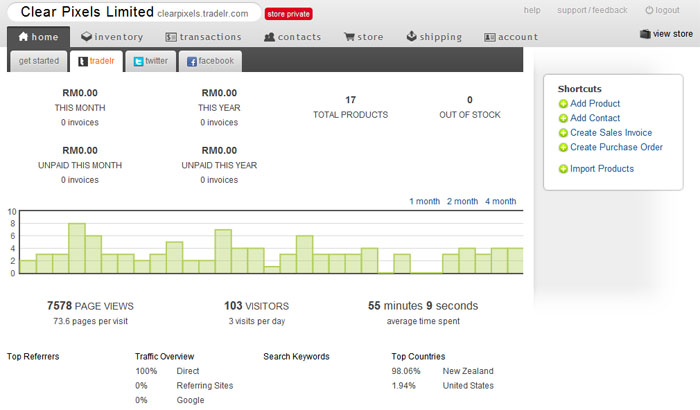 Clear Pixels Limited clearpixels.tradelr.com store private help support / feedback logout
home inventory transactions contacts store shipping account view store
get started tradelr twitter facebook
RM0.00 RM0.00 17 0
THIS MONTH THIS YEAR TOTAL PRODUCTS OUT OF STOCK
0 invoices 0 invoices
RM0.00 RM0.00
UNPAID THIS MONTH UNPAID THIS YEAR
0 invoices 0 invoices
Shortcuts
Add Product
Add Contact
Create Sales Invoice
Create Purchase Order
Import Products
1 month 2 month 4 month
10
8
6
4
2
0
7578 PAGE VIEWS 103 VISITORS 55 minutes 9 seconds
73.6 pages per visit 3 visits per day average time spent
Top Referrers Traffic Overview Search Keywords Top Countries
100% Direct 98.06% New Zealand
0% Referring Sites 1.94% United States
0% Google